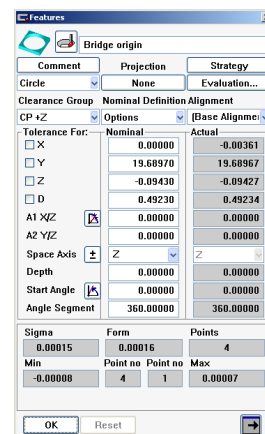 Features
Bridge origin
Comment Projection Strategy
Circle None Evaluation...
Clearance Group Nominal Definition Alignment
CP +Z Options (Base Alignme
Tolerance For: Nominal Actual
X 0.00000 -0.00361
Y 19.68970 19.68967
Z -0.09430 -0.09427
D 0.49230 0.49234
A1 X/Z 0.00000 0.00000
A2 Y/Z 0.00000 0.00000
Space Axis ± Z Z
Depth 0.00000 0.00000
Start Angle 0.00000 0.00000
Angle Segment 360.00000 360.00000
Sigma Form Points
0.00015 0.00016 4
Min Point no Point no Max
-0.00008 4 1 0.00007
OK Reset